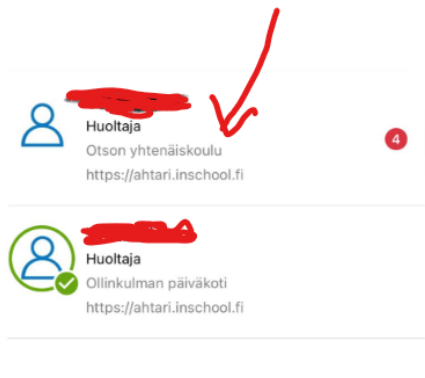 Huoltaja
Otson yhtenäiskoulu
4
https://ahtari.inschool.fi
Huoltaja
Ollinkulman päiväkoti
https://ahtari.inschool.fi